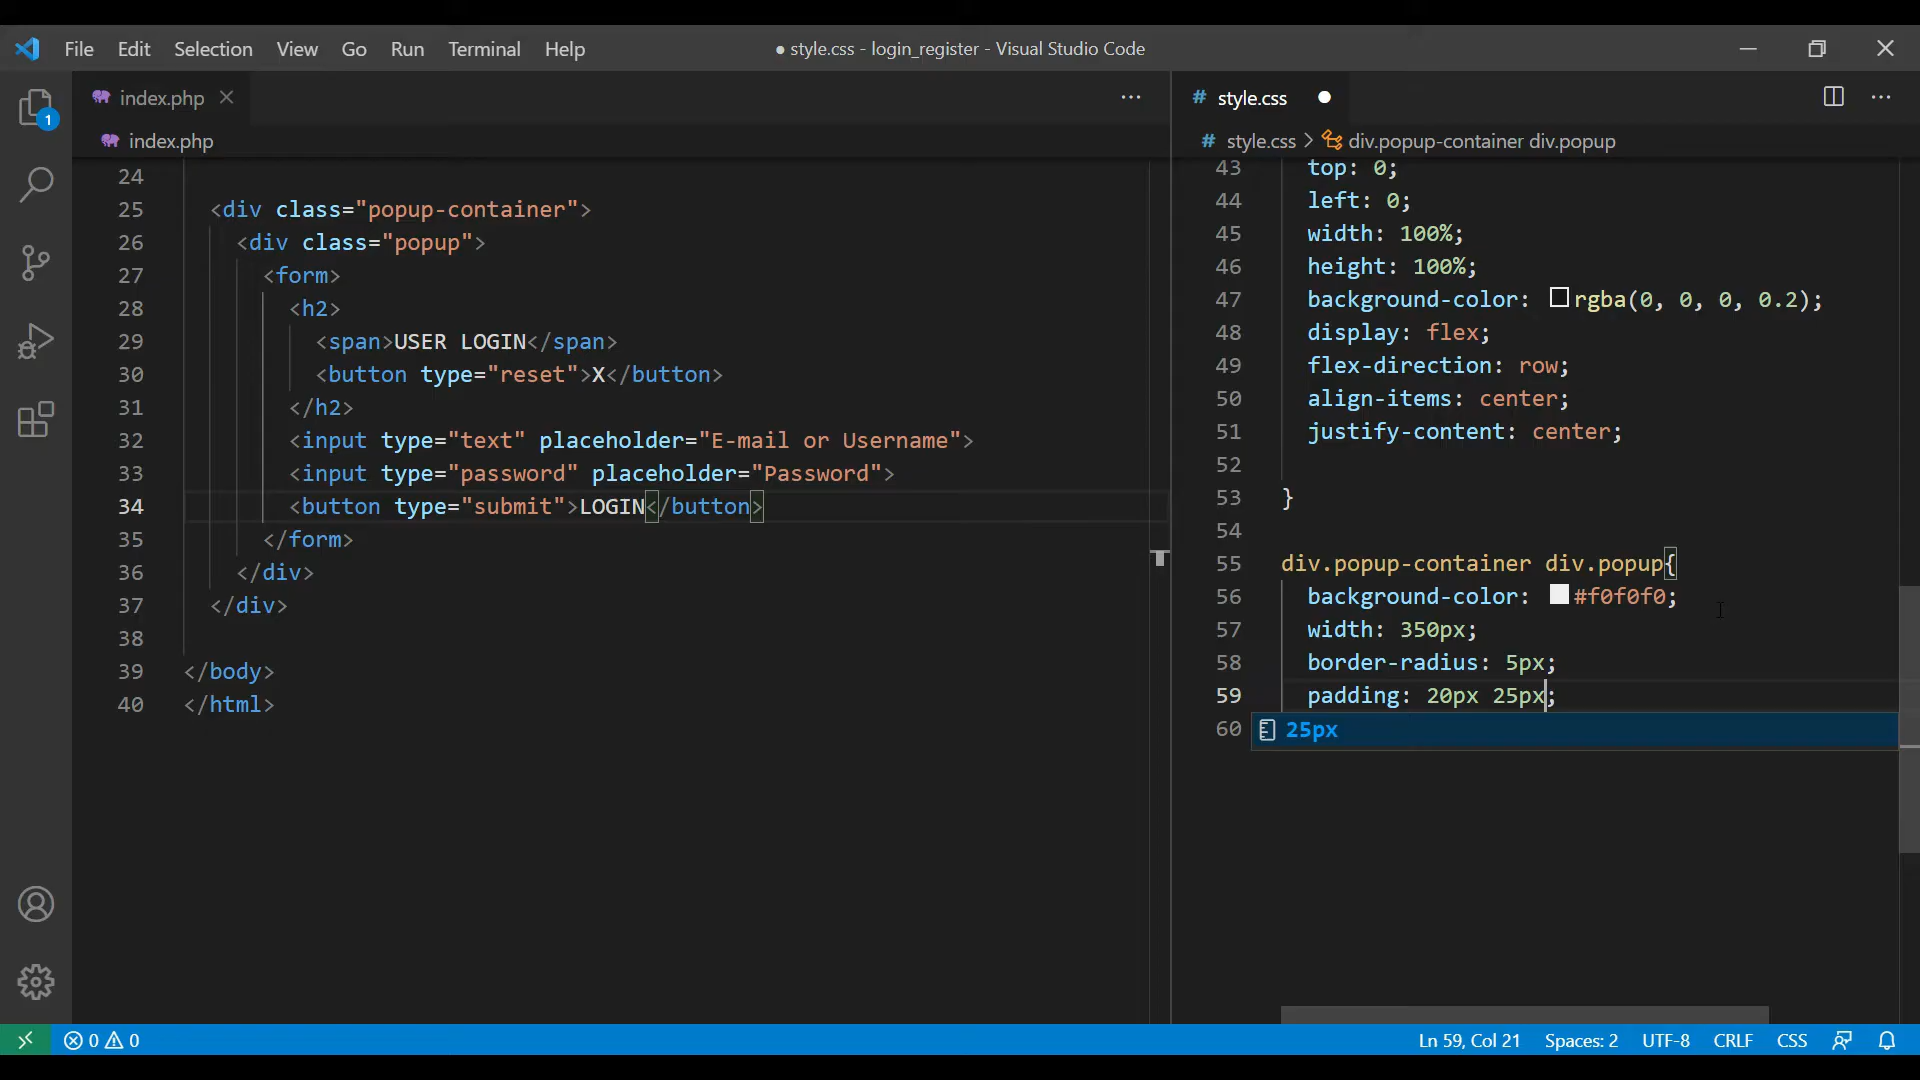 File Edit Selection View Go Run Terminal Help
● style.css - login_register - Visual Studio Code
1
index.php
index.php
24
25 <div class="popup-container">
26 <div class="popup">
27 <form>
28 <h2>
29 <span>USER LOGIN</span>
30 <button type="reset">X</button>
31 </h2>
32 <input type="text" placeholder="E-mail or Username">
33 <input type="password" placeholder="Password">
34 <button type="submit">LOGIN</button>
35 </form>
36 </div>
37 </div>
38
39 </body>
40 </html>
# style.css ●
# style.css > div.popup-container div.popup
43 top: 0;
44 left: 0;
45 width: 100%;
46 height: 100%;
47 background-color: rgba(0, 0, 0, 0.2);
48 display: flex;
49 flex-direction: row;
50 align-items: center;
51 justify-content: center;
52
53 }
54
55 div.popup-container div.popup{
56 background-color: #f0f0f0;
57 width: 350px;
58 border-radius: 5px;
59 padding: 20px 25px;
60 25px
0 0
Ln 59, Col 21 Spaces: 2 UTF-8 CRLF CSS